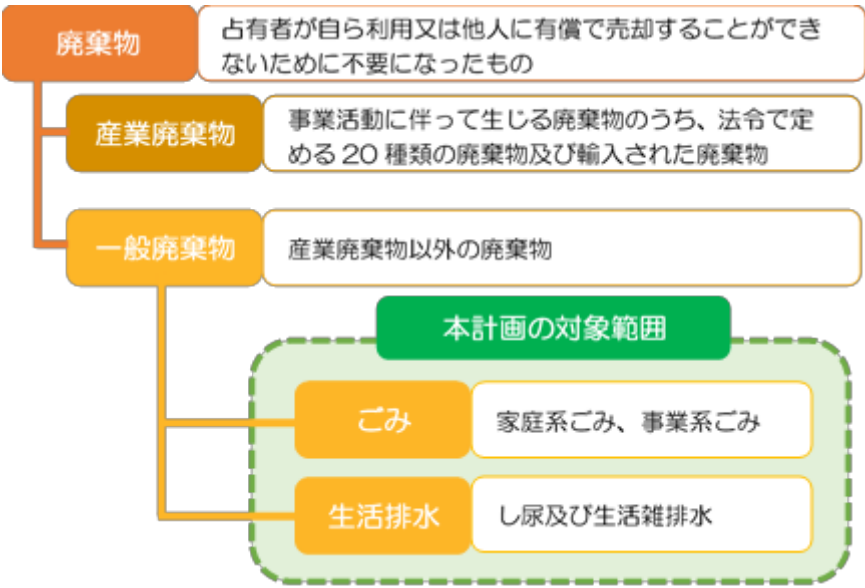 廃棄物
占有者が自ら利用又は他人に有償で売却することができ
ないために不要になったもの
産業廃棄物
事業活動に伴って生じる廃棄物のうち、法令で定
める 20 種類の廃棄物及び輸入された廃棄物
一般廃棄物
産業廃棄物以外の廃棄物
本計画の対象範囲
ごみ
家庭系ごみ、事業系ごみ
生活排水
し尿及び生活雑排水